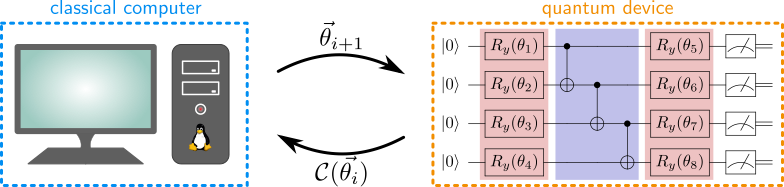 classical computer
quantum device
θ⃗ᵢ₊₁
C(θ⃗ᵢ)
|0⟩ Rᵧ(θ₁) Rᵧ(θ₅)
|0⟩ Rᵧ(θ₂) Rᵧ(θ₆)
|0⟩ Rᵧ(θ₃) Rᵧ(θ₇)
|0⟩ Rᵧ(θ₄) Rᵧ(θ₈)